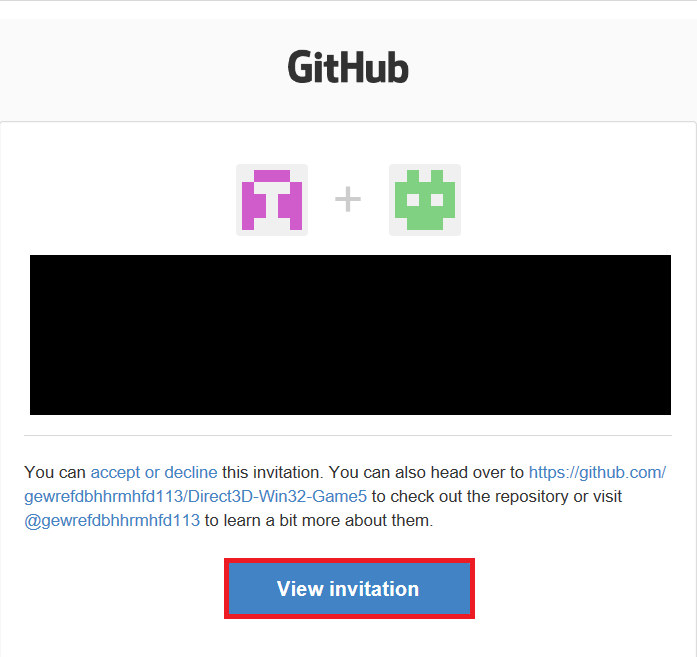 GitHub
You can accept or decline this invitation. You can also head over to https://github.com/
gewrefdbhhrmhfd113/Direct3D-Win32-Game5 to check out the repository or visit
@gewrefdbhhrmhfd113 to learn a bit more about them.
View invitation